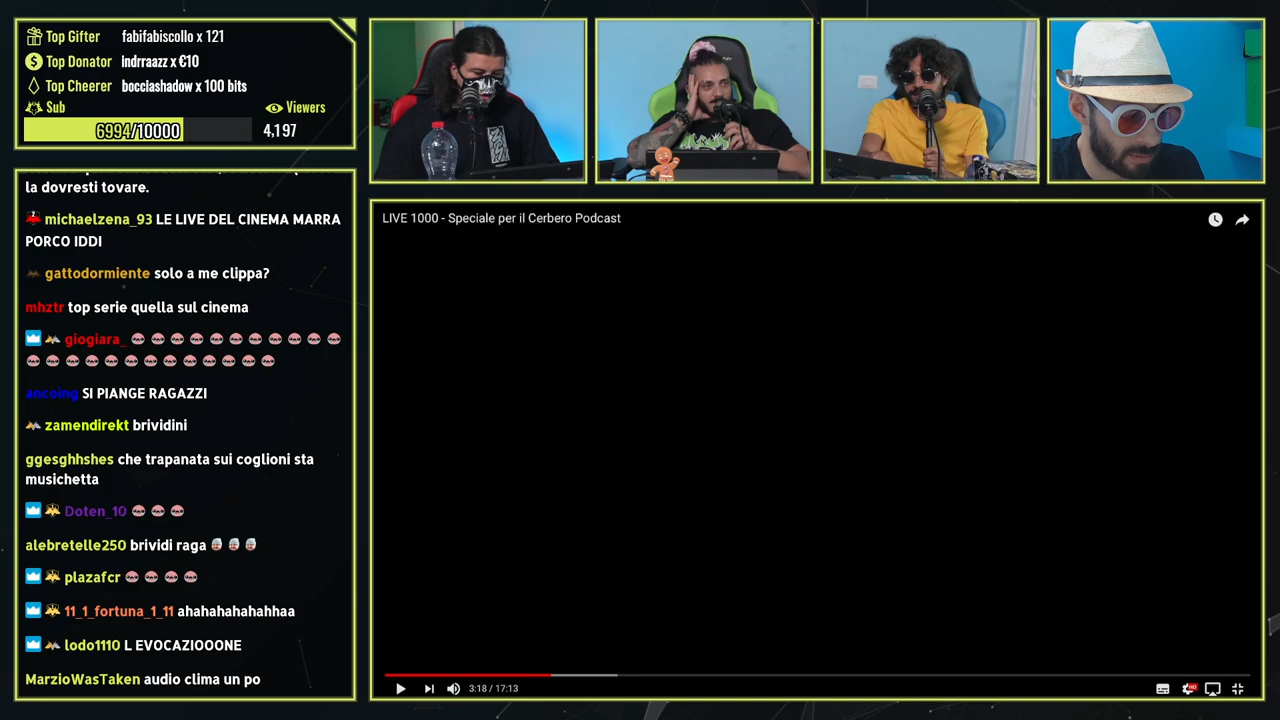 Top Gifter fabifabiscollo x 121
Top Donator indrraazz x €10
Top Cheerer bocciashadow x 100 bits
Sub Viewers
6994/10000 4,197
la dovresti tovare.
michaelzena_93 LE LIVE DEL CINEMA MARRA
PORCO IDDI
gattodormiente solo a me clippa?
mhztr top serie quella sul cinema
giogiara_
ancoing SI PIANGE RAGAZZI
zamendirekt brividini
ggesghhshes che trapanata sui coglioni sta
musichetta
Doten_10
alebretelle250 brividi raga
plazafcr
11_1_fortuna_1_11 ahahahahahahhaa
lodo1110 L EVOCAZIOOONE
MarzioWasTaken audio clima un po
LIVE 1000 - Speciale per il Cerbero Podcast
3:18 / 17:13
HD